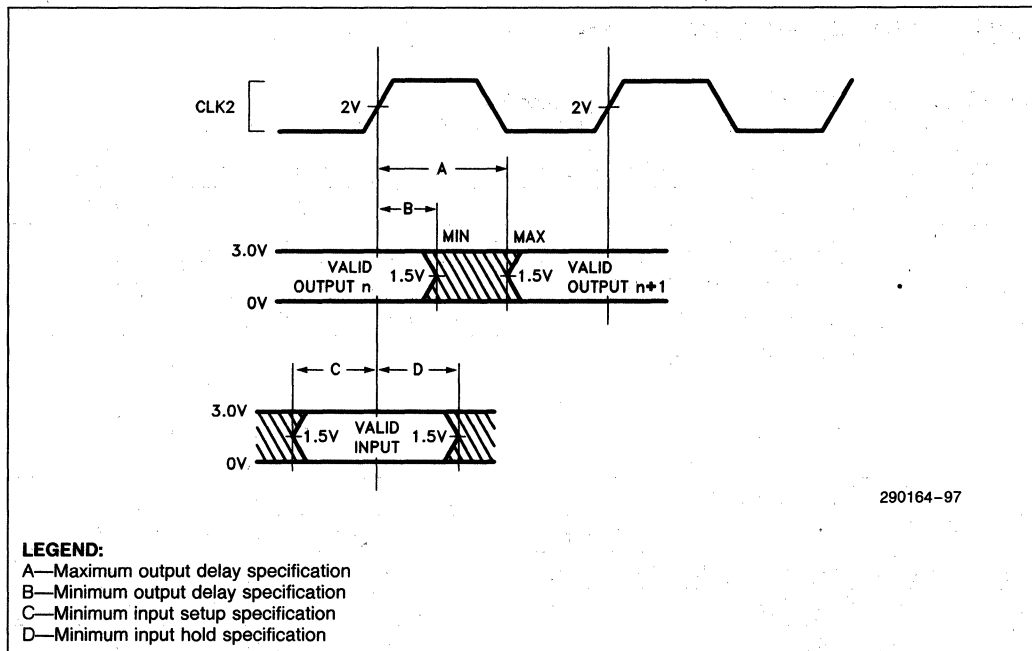 CLK2
2V 2V
A
B
MIN MAX
3.0V
VALID OUTPUT n
1.5V
1.5V
VALID OUTPUT n+1
0V
C D
3.0V
1.5V
VALID INPUT
1.5V
0V
290164-97
LEGEND:
A—Maximum output delay specification
B—Minimum output delay specification
C—Minimum input setup specification
D—Minimum input hold specification